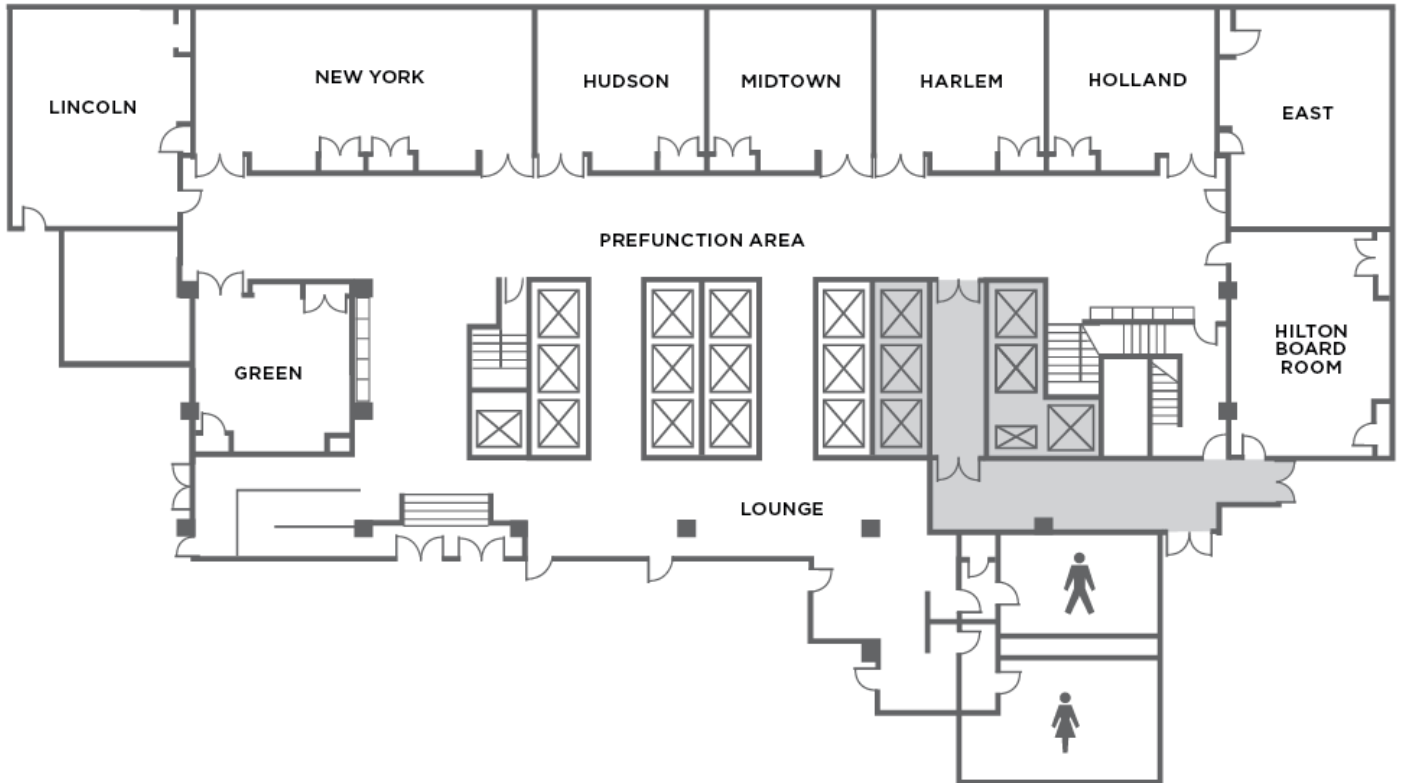 LINCOLN
NEW YORK
HUDSON
MIDTOWN
HARLEM
HOLLAND
EAST
PREFUNCTION AREA
GREEN
HILTON
BOARD
ROOM
LOUNGE